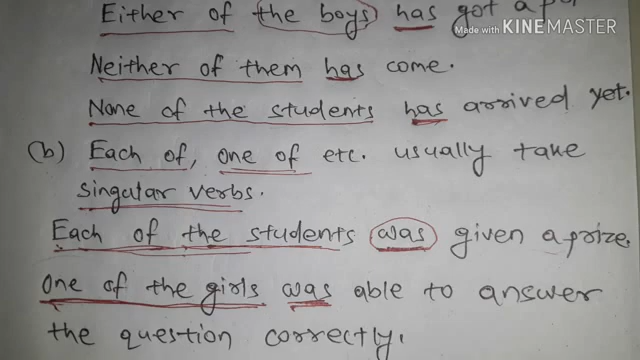 Either of the boys has got a
Made with KINEMASTER
Neither of them has come.
None of the students has arrived yet.
(b) Each of, one of etc. usually take
singular verbs.
Each of the students was given a prize.
One of the girls was able to answer
the question correctly.